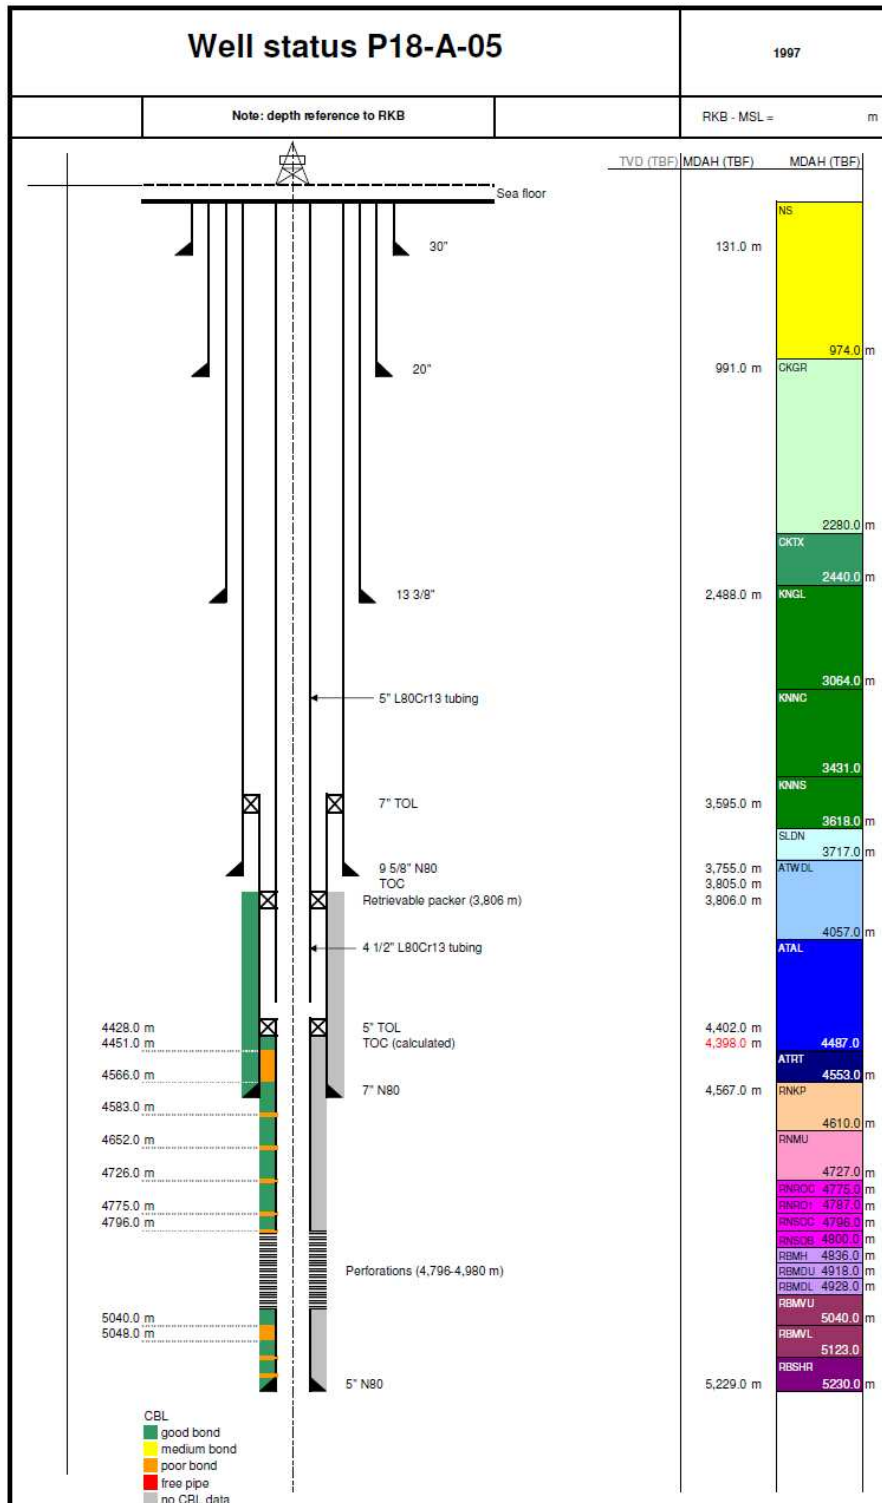 Well status P18-A-05 1997
Note: depth reference to RKB RKB - MSL = m
TVD (TBF) MDAH (TBF) MDAH (TBF)
Sea floor
NS
30" 131.0 m
974.0 m
20" 991.0 m CKGR
2280.0 m
CKTX
2440.0 m
13 3/8" 2,488.0 m KNGL
3064.0 m
5" L80Cr13 tubing KNNC
3431.0 m
KNNS
7" TOL 3,595.0 m
3618.0 m
SLDN
3717.0 m
9 5/8" N80 3,755.0 m ATWDL
TOC 3,805.0 m
Retrievable packer (3,806 m) 3,806.0 m
4057.0 m
4 1/2" L80Cr13 tubing ATAL
4428.0 m 5" TOL 4,402.0 m
4451.0 m TOC (calculated) 4,398.0 m 4487.0
ATRT
4566.0 m 4553.0 m
7" N80 4,567.0 m RNKP
4583.0 m
4610.0 m
4652.0 m RNMU
4726.0 m 4727.0 m
RNROC 4775.0 m
4775.0 m RNRO1 4787.0 m
4796.0 m RNSOC 4796.0 m
RNSOB 4800.0 m
RBMH 4836.0 m
Perforations (4,796-4,980 m) RBMDU 4918.0 m
RBMDL 4928.0 m
RBMVU
5040.0 m 5040.0 m
5048.0 m RBMVL
5123.0
RBSHR
5" N80 5,229.0 m 5230.0 m
CBL
good bond
medium bond
poor bond
free pipe
no CBL data